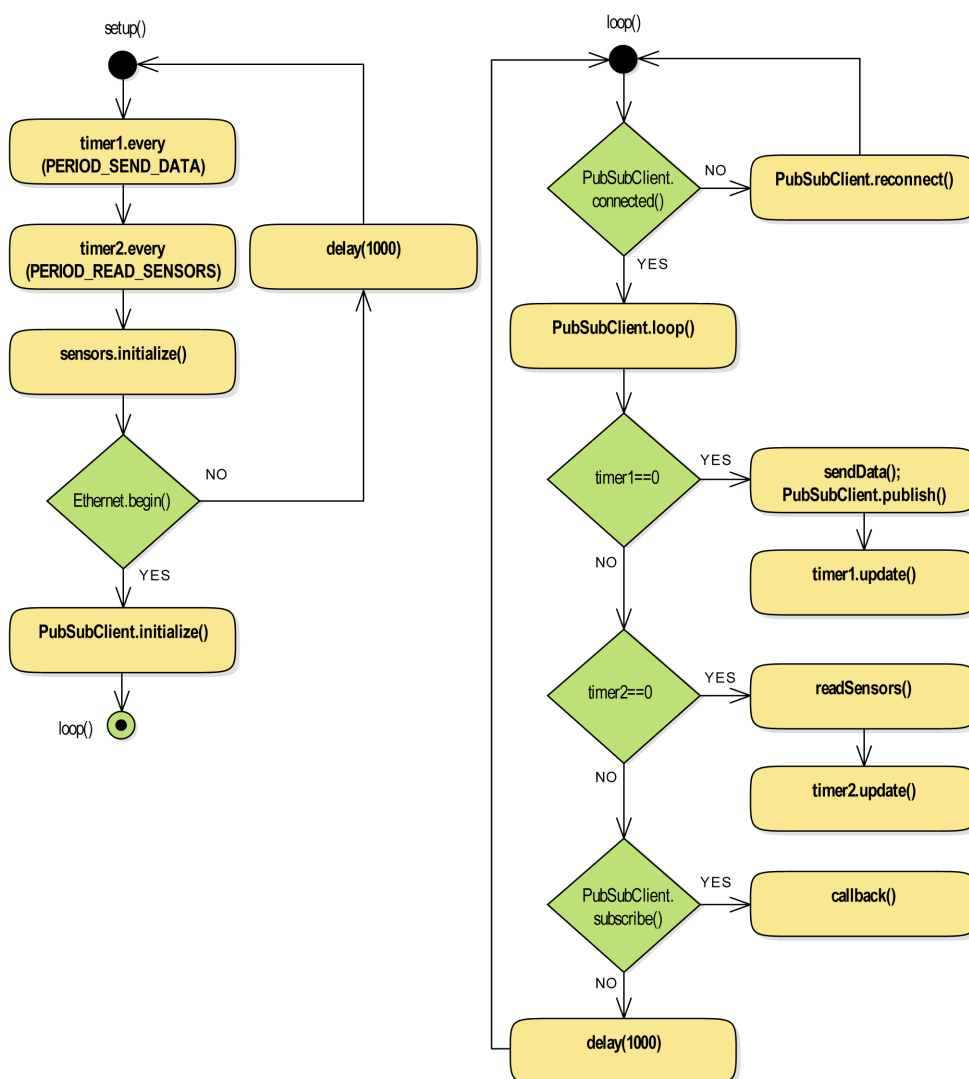 setup()
timer1.every
(PERIOD_SEND_DATA)
timer2.every
(PERIOD_READ_SENSORS)
delay(1000)
sensors.initialize()
Ethernet.begin()
NO
YES
PubSubClient.initialize()
loop()
loop()
PubSubClient.
connected()
NO
PubSubClient.reconnect()
YES
PubSubClient.loop()
timer1==0
YES
sendData();
PubSubClient.publish()
timer1.update()
NO
timer2==0
YES
readSensors()
timer2.update()
NO
PubSubClient.
subscribe()
YES
callback()
NO
delay(1000)